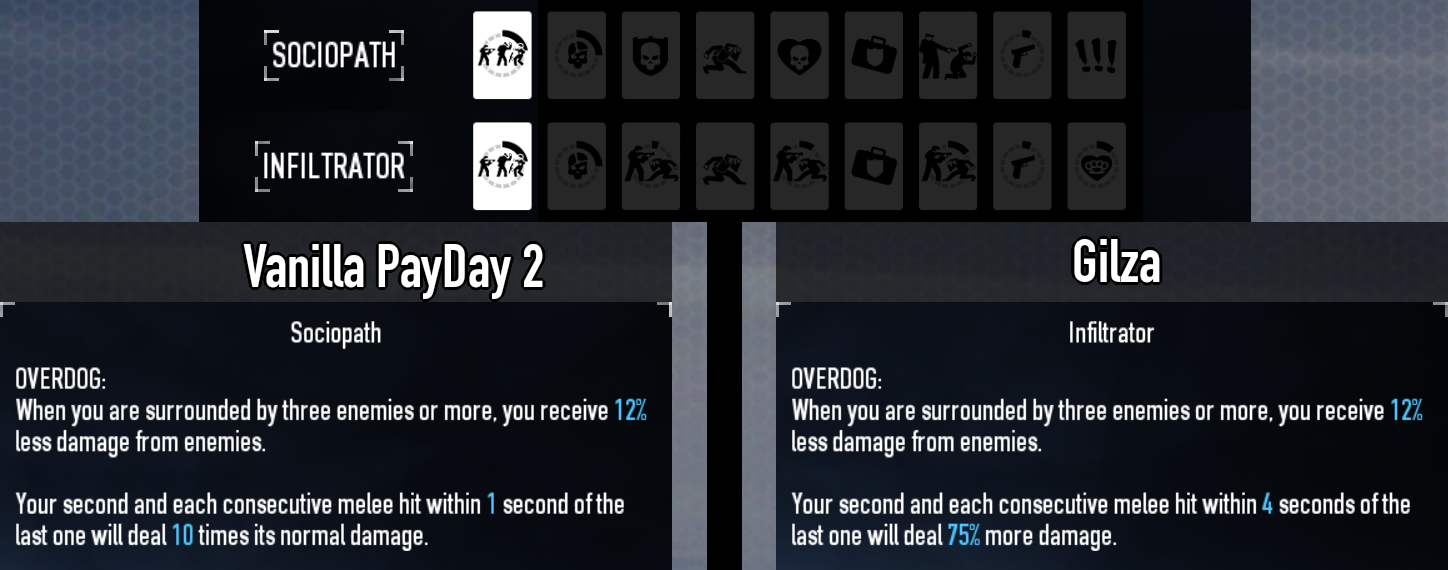 SOCIOPATH
INFILTRATOR
Vanilla PayDay 2
Sociopath
OVERDOG:
When you are surrounded by three enemies or more, you receive 12%
less damage from enemies.
Your second and each consecutive melee hit within 1 second of the
last one will deal 10 times its normal damage.
Gilza
Infiltrator
OVERDOG:
When you are surrounded by three enemies or more, you receive 12%
less damage from enemies.
Your second and each consecutive melee hit within 4 seconds of the
last one will deal 75% more damage.